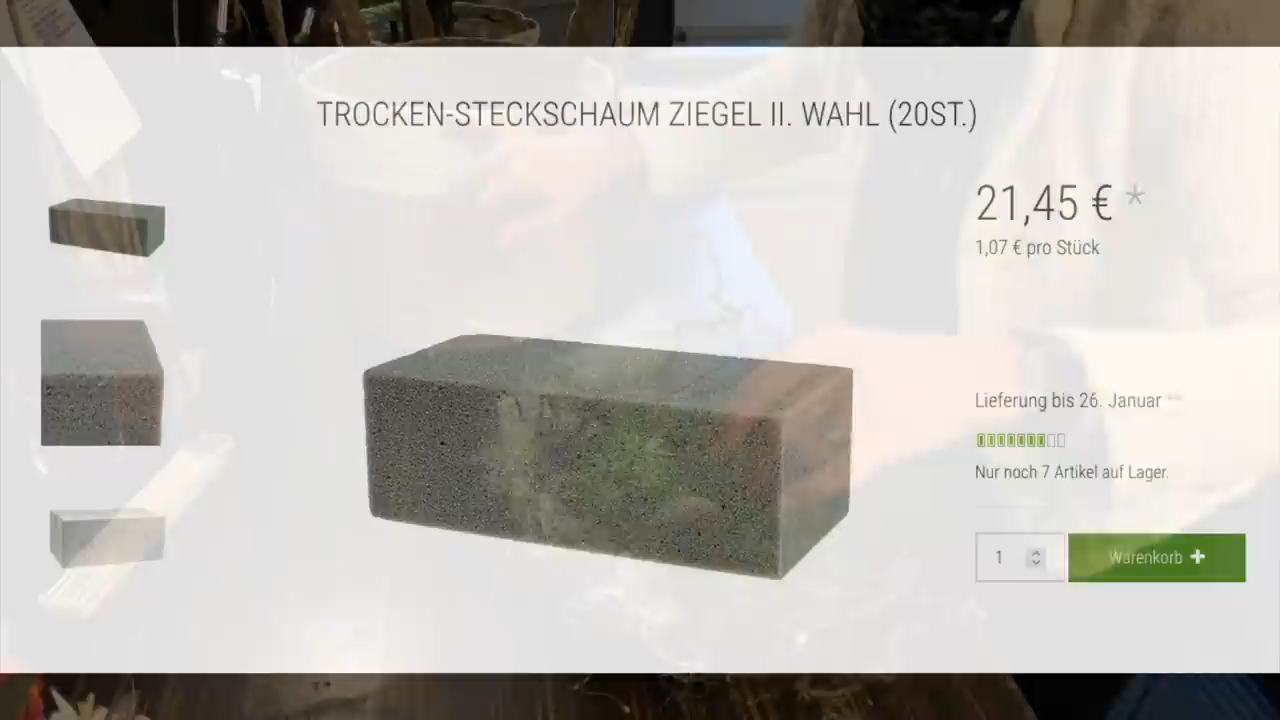 TROCKEN-STECKSCHAUM ZIEGEL II. WAHL (20ST.)
21,45 € *
1,07 € pro Stück
Lieferung bis 26. Januar **
Nur noch 7 Artikel auf Lager.
1
Warenkorb +